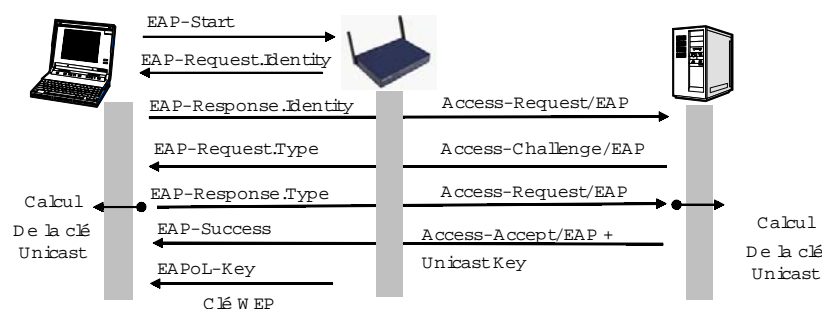 EAP-Start
EAP-Request.Identity
EAP-Response.Identity Access-Request/EAP
EAP-Request.Type Access-Challenge/EAP
EAP-Response.Type Access-Request/EAP
Calcul
De la clé
Unicast
EAP-Success Access-Accept/EAP +
Unicast Key
Calcul
De la clé
Unicast
EAPoL-Key
Clé WEP